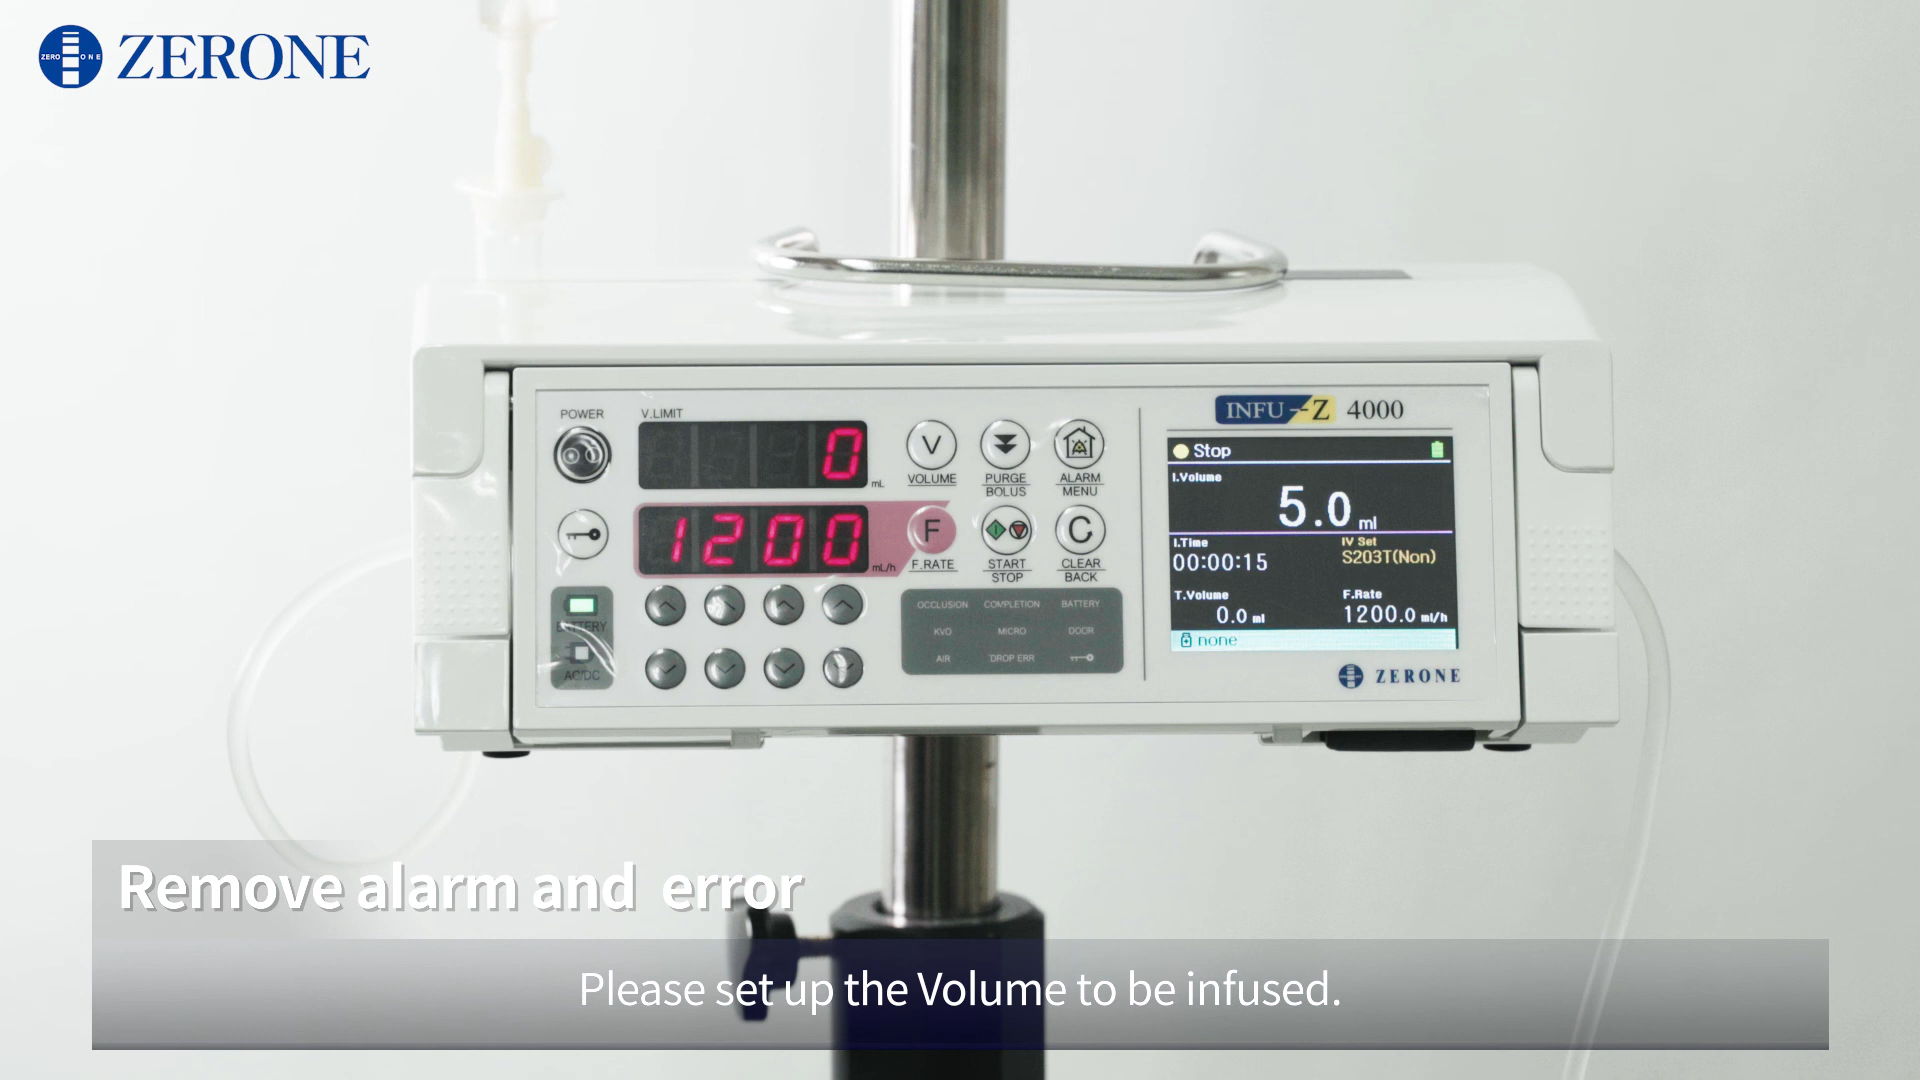 ZERO ONE ZERONE
INFU-Z 4000
POWER
V.LIMIT
0 mL
V
VOLUME
PURGE
BOLUS
ALARM
MENU
1200 mL/h
F
F.RATE
START
STOP
C
CLEAR
BACK
BATTERY
AC/DC
OCCLUSION COMPLETION BATTERY
KVO MICRO DOOR
AIR DROP ERR
Stop
I.Volume
5.0 ml
I.Time IV Set
00:00:15 S203T(Non)
T.Volume F.Rate
0.0 ml 1200.0 ml/h
none
ZERONE
Remove alarm and error
Please set up the Volume to be infused.